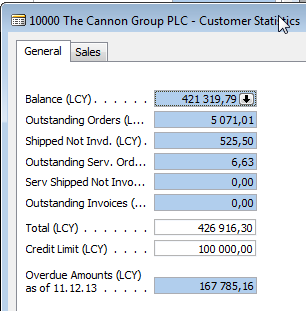 10000 The Cannon Group PLC - Customer Statistics
General Sales
Balance (LCY) . . . . . . 421 319,79
Outstanding Orders (L... 5 071,01
Shipped Not Invd. (LCY) . 525,50
Outstanding Serv. Ord... 6,63
Serv Shipped Not Invo... 0,00
Outstanding Invoices (... 0,00
Total (LCY) . . . . . . . 426 916,30
Credit Limit (LCY) . . . . 100 000,00
Overdue Amounts (LCY)
as of 11.12.13 . . . . . 167 785,16